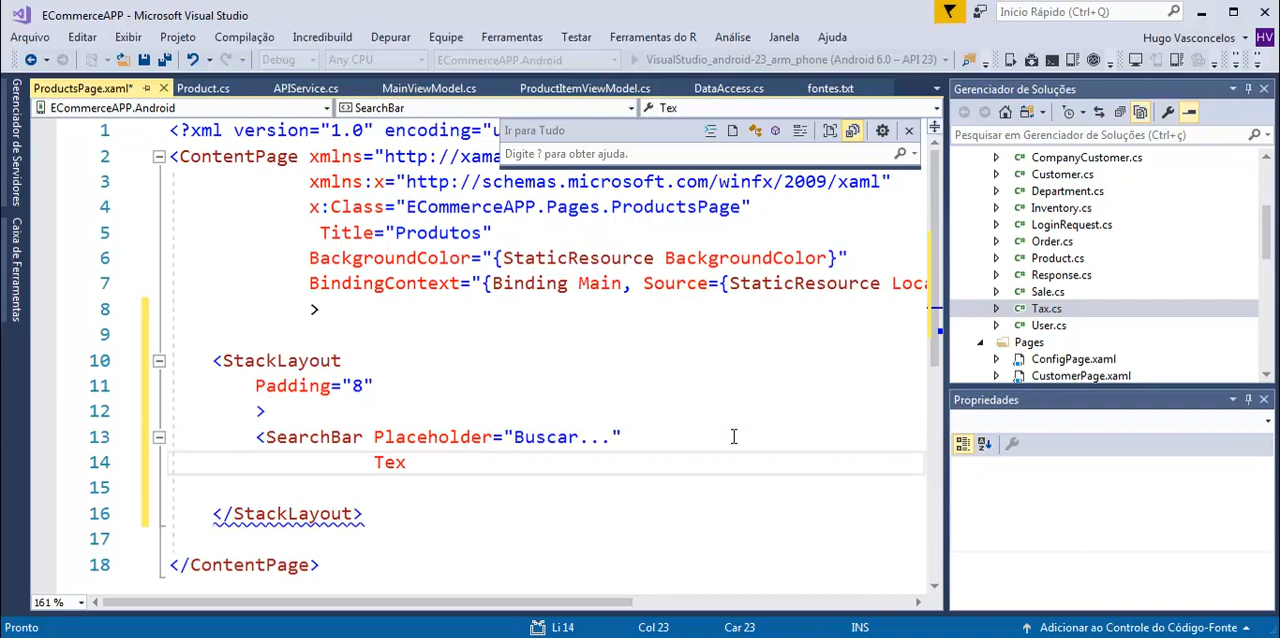 ECommerceAPP - Microsoft Visual Studio
Início Rápido (Ctrl+Q)
Arquivo Editar Exibir Projeto Compilação Incredibuild Depurar Equipe Ferramentas Testar Ferramentas do R Análise Janela Ajuda
Hugo Vasconcelos HV
Debug Any CPU ECommerceAPP.Android VisualStudio_android-23_arm_phone (Android 6.0 – API 23)
Gerenciador de Servidores
Caixa de Ferramentas
ProductsPage.xaml* Product.cs APIService.cs MainViewModel.cs ProductItemViewModel.cs DataAccess.cs fontes.txt
ECommerceAPP.Android SearchBar Tex
Ir para Tudo
Digite ? para obter ajuda.
1 <?xml version="1.0" encoding="u
2 <ContentPage xmlns="http://xama
3 xmlns:x="http://schemas.microsoft.com/winfx/2009/xaml"
4 x:Class="ECommerceAPP.Pages.ProductsPage"
5 Title="Produtos"
6 BackgroundColor="{StaticResource BackgroundColor}"
7 BindingContext="{Binding Main, Source={StaticResource Loca
8 >
9
10 <StackLayout
11 Padding="8"
12 >
13 <SearchBar Placeholder="Buscar..."
14 Tex
15
16 </StackLayout>
17
18 </ContentPage>
161 %
Gerenciador de Soluções
Pesquisar em Gerenciador de Soluções (Ctrl+ç)
C# CompanyCustomer.cs
C# Customer.cs
C# Department.cs
C# Inventory.cs
C# LoginRequest.cs
C# Order.cs
C# Product.cs
C# Response.cs
C# Sale.cs
C# Tax.cs
C# User.cs
Pages
ConfigPage.xaml
CustomerPage.xaml
Propriedades
Pronto Li 14 Col 23 Car 23 INS Adicionar ao Controle do Código-Fonte